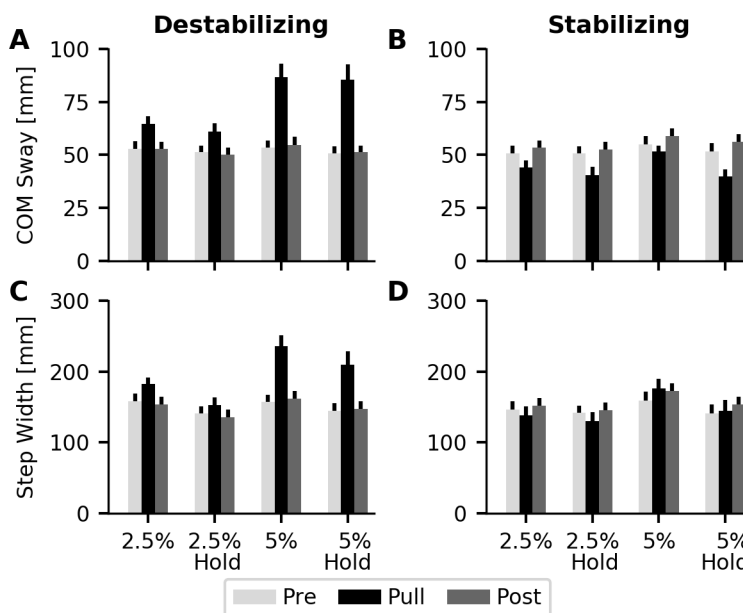 Destabilizing
Stabilizing
A
B
COM Sway [mm]
100
75
50
25
0
100
75
50
25
0
C
D
Step Width [mm]
300
200
100
0
300
200
100
0
2.5%
2.5%
Hold
5%
5%
Hold
2.5%
2.5%
Hold
5%
5%
Hold
Pre
Pull
Post